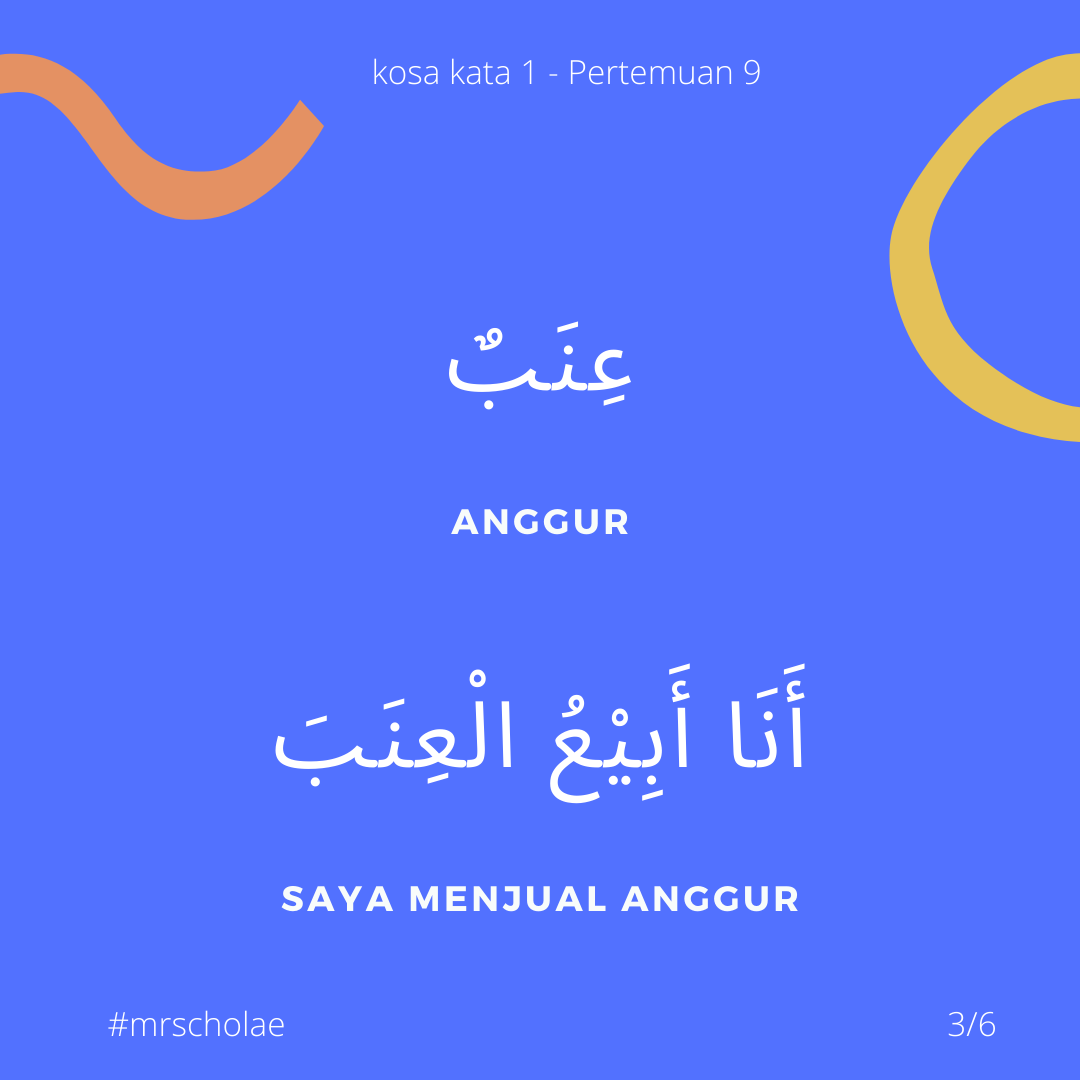 kosa kata 1 - Pertemuan 9
عِنَبٌ
ANGGUR
أَنَا أَبِيْعُ الْعِنَبَ
SAYA MENJUAL ANGGUR
#mrscholae
3/6